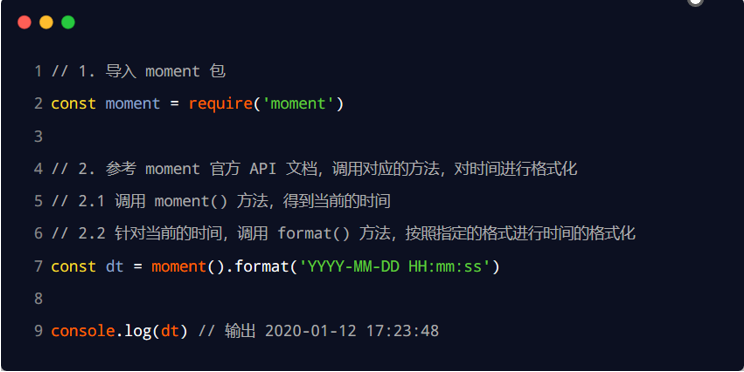 1 // 1. 导入 moment 包
2 const moment = require('moment')
3
4 // 2. 参考 moment 官方 API 文档，调用对应的方法，对时间进行格式化
5 // 2.1 调用 moment() 方法，得到当前的时间
6 // 2.2 针对当前的时间，调用 format() 方法，按照指定的格式进行时间的格式化
7 const dt = moment().format('YYYY-MM-DD HH:mm:ss')
8
9 console.log(dt) // 输出 2020-01-12 17:23:48